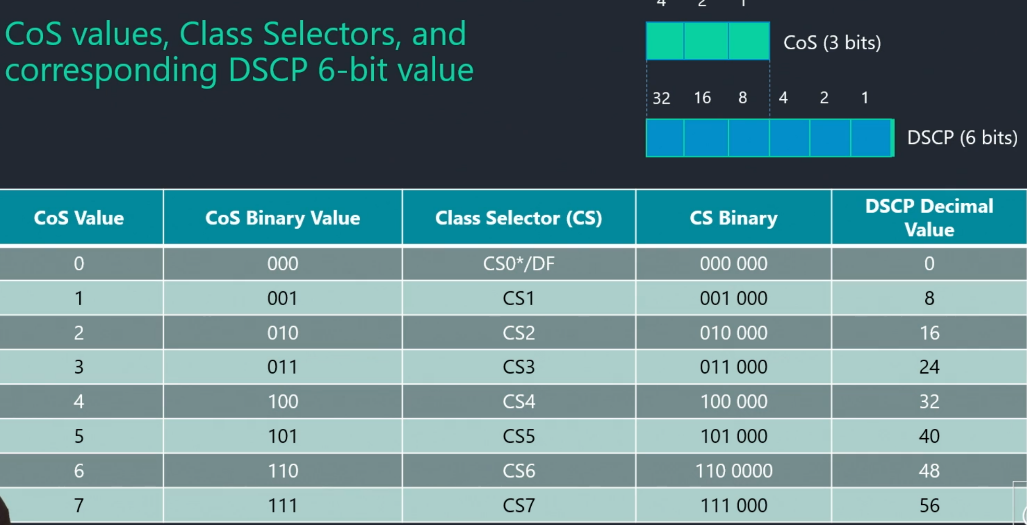 CoS values, Class Selectors, and
corresponding DSCP 6-bit value
4 2 1
CoS (3 bits)
32 16 8 4 2 1
DSCP (6 bits)
CoS Value CoS Binary Value Class Selector (CS) CS Binary DSCP Decimal Value
0 000 CS0*/DF 000 000 0
1 001 CS1 001 000 8
2 010 CS2 010 000 16
3 011 CS3 011 000 24
4 100 CS4 100 000 32
5 101 CS5 101 000 40
6 110 CS6 110 0000 48
7 111 CS7 111 000 56